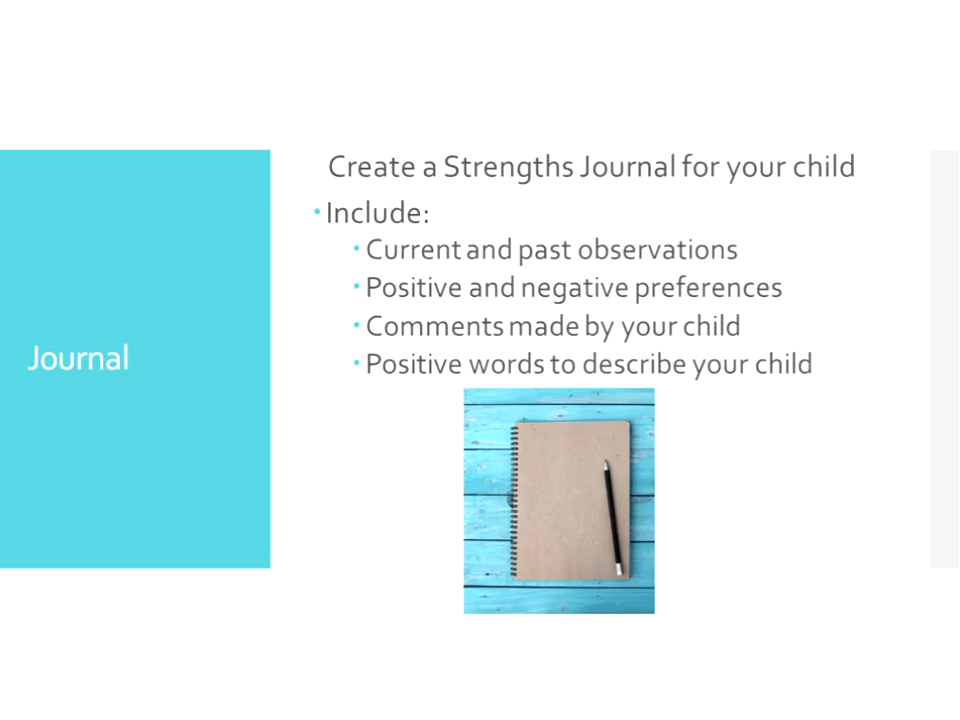 Create a Strengths Journal for your child
• Include:
• Current and past observations
• Positive and negative preferences
• Comments made by your child
• Positive words to describe your child
Journal